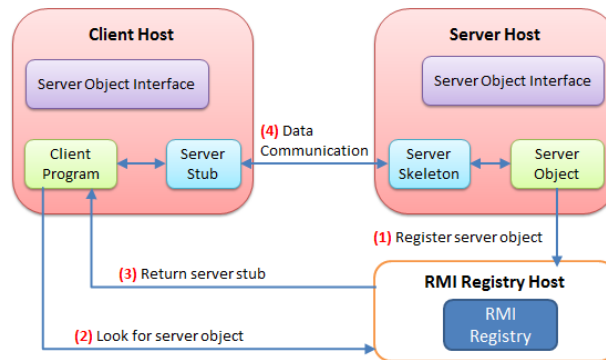 Client Host
Server Host
Server Object Interface
Server Object Interface
(4) Data
Communication
Client
Program
Server
Stub
Server
Skeleton
Server
Object
(1) Register server object
(3) Return server stub
RMI Registry Host
RMI
Registry
(2) Look for server object